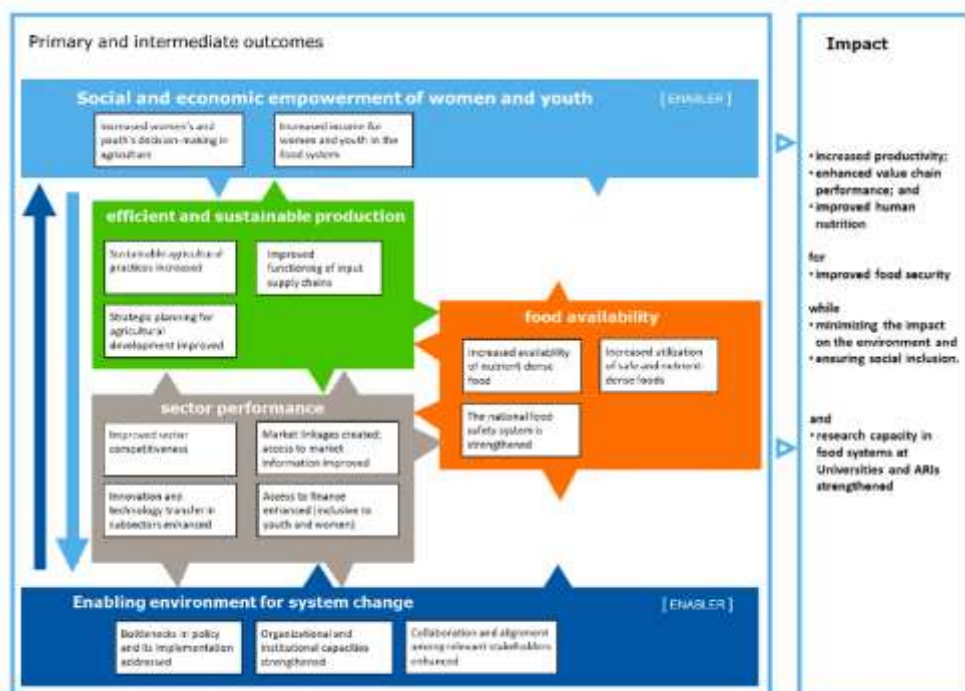 Primary and intermediate outcomes
Social and economic empowerment of women and youth
[ENABLER]
Increased women's and
youth's decision-making in
agriculture
Increased income for
women and youth in the
food system
efficient and sustainable production
Sustainable agricultural
practices increased
Improved
functioning of input
supply chains
Strategic planning for
agricultural
development improved
food availability
Increased availability
of nutrient dense
food
Increased utilization
of safe and nutrient-
dense foods
The national food
safety system is
strengthened
sector performance
Improved sector
competitiveness
Market linkages created;
access to market
information improved
Innovation and
technology transfer in
subsectors enhanced
Access to finance
enhanced (inclusive to
youth and women)
Enabling environment for system change
[ENABLER]
Bottlenecks in policy
and its implementation
addressed
Organizational and
institutional capacities
strengthened
Collaboration and alignment
among relevant stakeholders
enhanced
Impact
• increased productivity;
• enhanced value chain
performance; and
• improved human
nutrition
for
• improved food security
while
• minimizing the impact
on the environment and
• ensuring social inclusion.
and
• research capacity in
food systems at
Universities and ARIs
strengthened